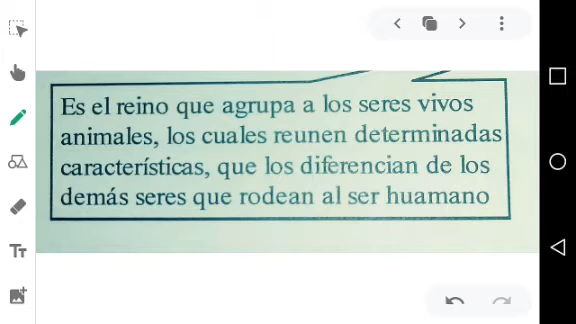 Es el reino que agrupa a los seres vivos
animales, los cuales reunen determinadas
características, que los diferencian de los
demás seres que rodean al ser huamano